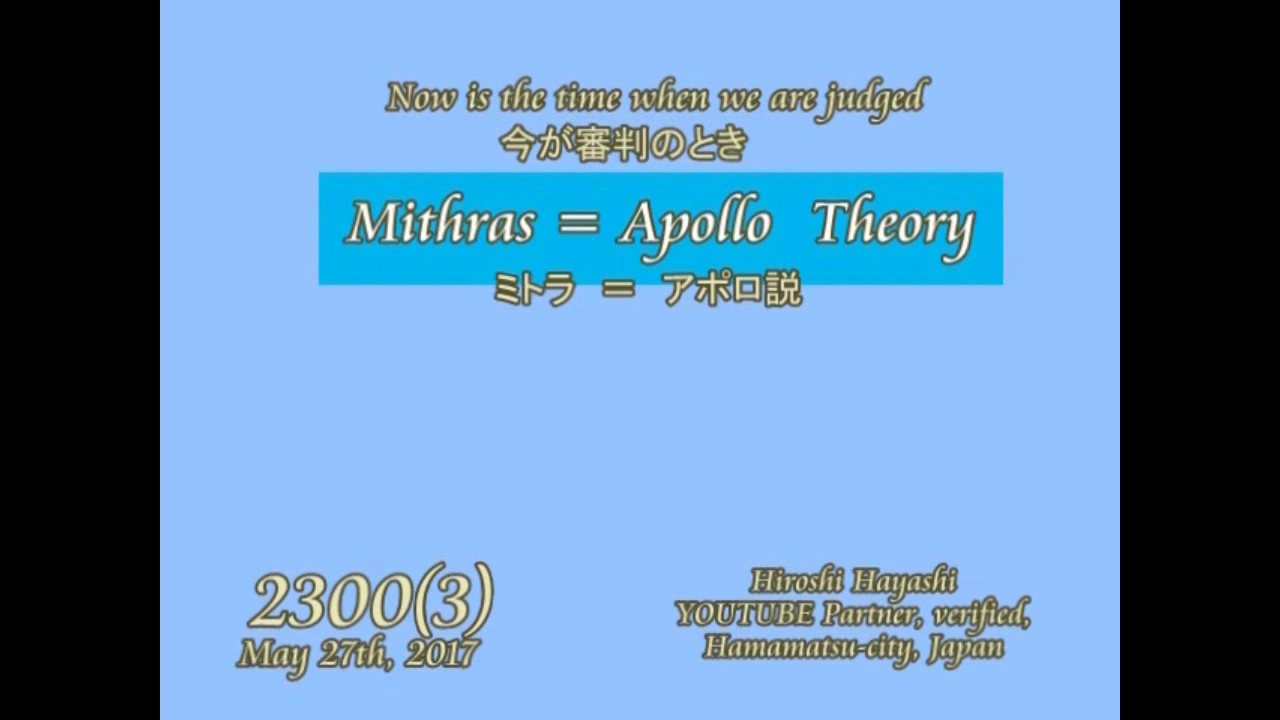 Now is the time when we are judged
今が審判のとき
Mithras = Apollo Theory
ミトラ = アポロ説
2300(3)
May 27th, 2017
Hiroshi Hayashi
YOUTUBE Partner, verified,
Hamamatsu-city, Japan